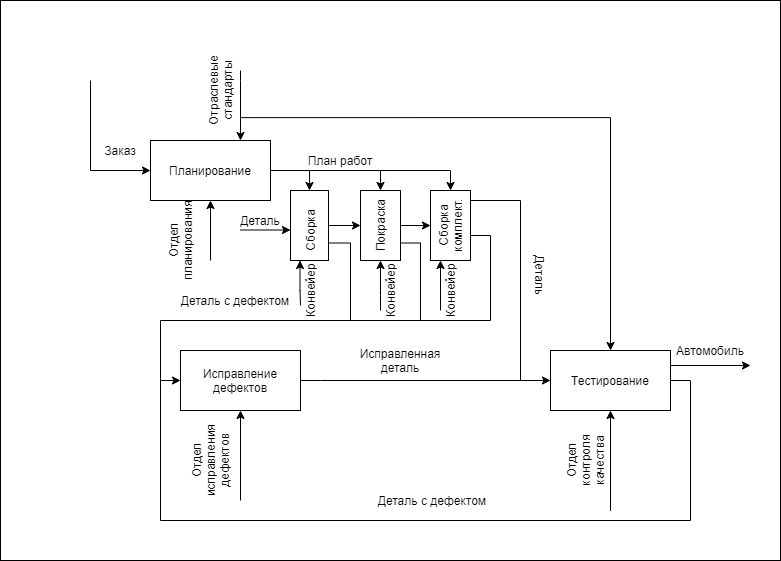 Отраслевые
стандарты
Заказ
Планирование
План работ
Отдел
планирования
Деталь
Сборка
Покраска
Сборка
комплект.
Конвейер
Конвейер
Конвейер
Деталь
Деталь с дефектом
Исправление
дефектов
Исправленная
деталь
Тестирование
Автомобиль
Отдел
исправления
дефектов
Отдел
контроля
качества
Деталь с дефектом